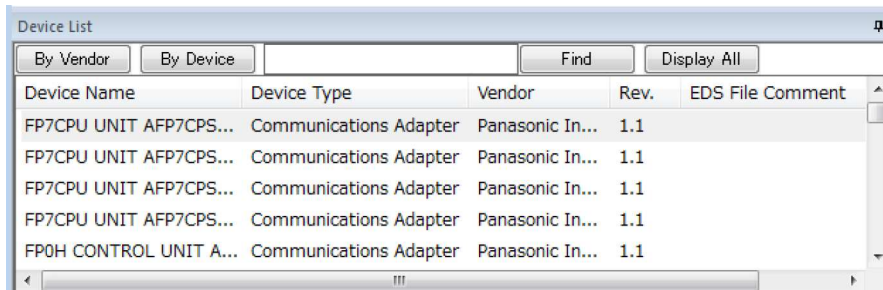 Device List
By Vendor By Device Find Display All
Device Name Device Type Vendor Rev. EDS File Comment
FP7CPU UNIT AFP7CPS... Communications Adapter Panasonic In... 1.1
FP7CPU UNIT AFP7CPS... Communications Adapter Panasonic In... 1.1
FP7CPU UNIT AFP7CPS... Communications Adapter Panasonic In... 1.1
FP7CPU UNIT AFP7CPS... Communications Adapter Panasonic In... 1.1
FP0H CONTROL UNIT A... Communications Adapter Panasonic In... 1.1